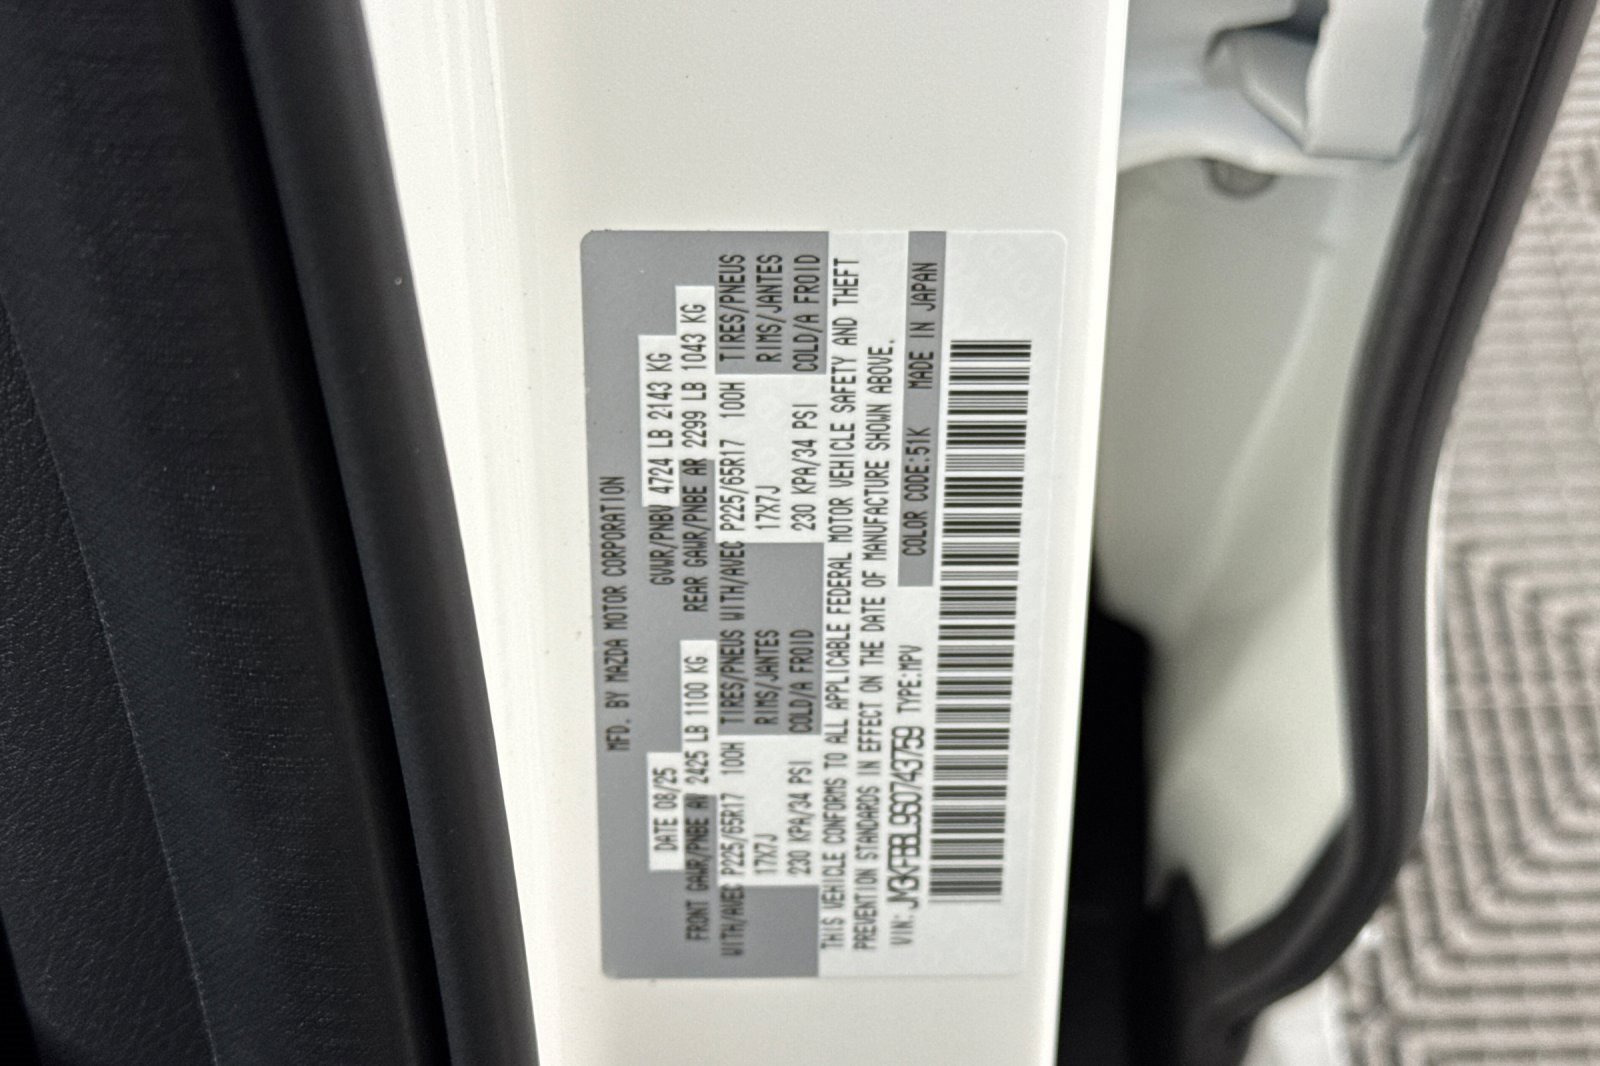 MFD. BY MAZDA MOTOR CORPORATION
DATE 08/25 GVWR/PNBV 4724 LB 2143 KG
FRONT GAWR/PNBE AV 2425 LB 1100 KG REAR GAWR/PNBE AR 2299 LB 1043 KG
WITH/AVEC P225/65R17 100H TIRES/PNEUS WITH/AVEC P225/65R17 100H TIRES/PNEUS
17X7J RIMS/JANTES 17X7J RIMS/JANTES
230 KPA/34 PSI COLD/A FROID 230 KPA/34 PSI COLD/A FROID
THIS VEHICLE CONFORMS TO ALL APPLICABLE FEDERAL MOTOR VEHICLE SAFETY AND THEFT
PREVENTION STANDARDS IN EFFECT ON THE DATE OF MANUFACTURE SHOWN ABOVE.
VIN: JM3KFBBL9S0743759 TYPE:MPV COLOR CODE:51K MADE IN JAPAN